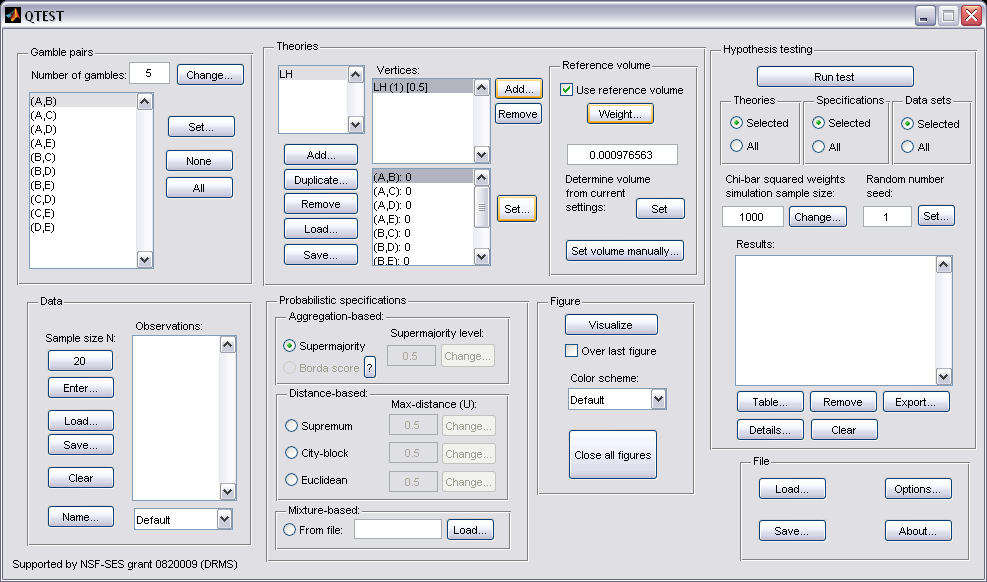 QTEST
Gamble pairs
Number of gambles: 5 Change...
(A,B)
(A,C)
(A,D)
(A,E)
(B,C)
(B,D)
(B,E)
(C,D)
(C,E)
(D,E)
Set...
None
All
Theories
LH
Add...
Duplicate...
Remove
Load...
Save...
Vertices:
LH (1) [0.5]
Add...
Remove
(A,B): 0
(A,C): 0
(A,D): 0
(A,E): 0
(B,C): 0
(B,D): 0
(B,E): 0
Set...
Reference volume
Use reference volume
Weight...
0.000976563
Determine volume
from current
settings:
Set
Set volume manually...
Hypothesis testing
Run test
Theories
Selected
All
Specifications
Selected
All
Data sets
Selected
All
Chi-bar squared weights
simulation sample size:
1000 Change...
Random number
seed:
1 Set...
Results:
Table... Remove Export...
Details... Clear
Data
Sample size N:
20
Enter...
Load...
Save...
Clear
Name...
Observations:
Default
Probabilistic specifications
Aggregation-based:
Supermajority
Borda score ?
Supermajority level:
0.5 Change...
Distance-based:
Max-distance (U):
Supremum 0.5 Change...
City-block 0.5 Change...
Euclidean 0.5 Change...
Mixture-based:
From file: Load...
Figure
Visualize
Over last figure
Color scheme:
Default
Close all figures
File
Load... Options...
Save... About...
Supported by NSF-SES grant 0820009 (DRMS)